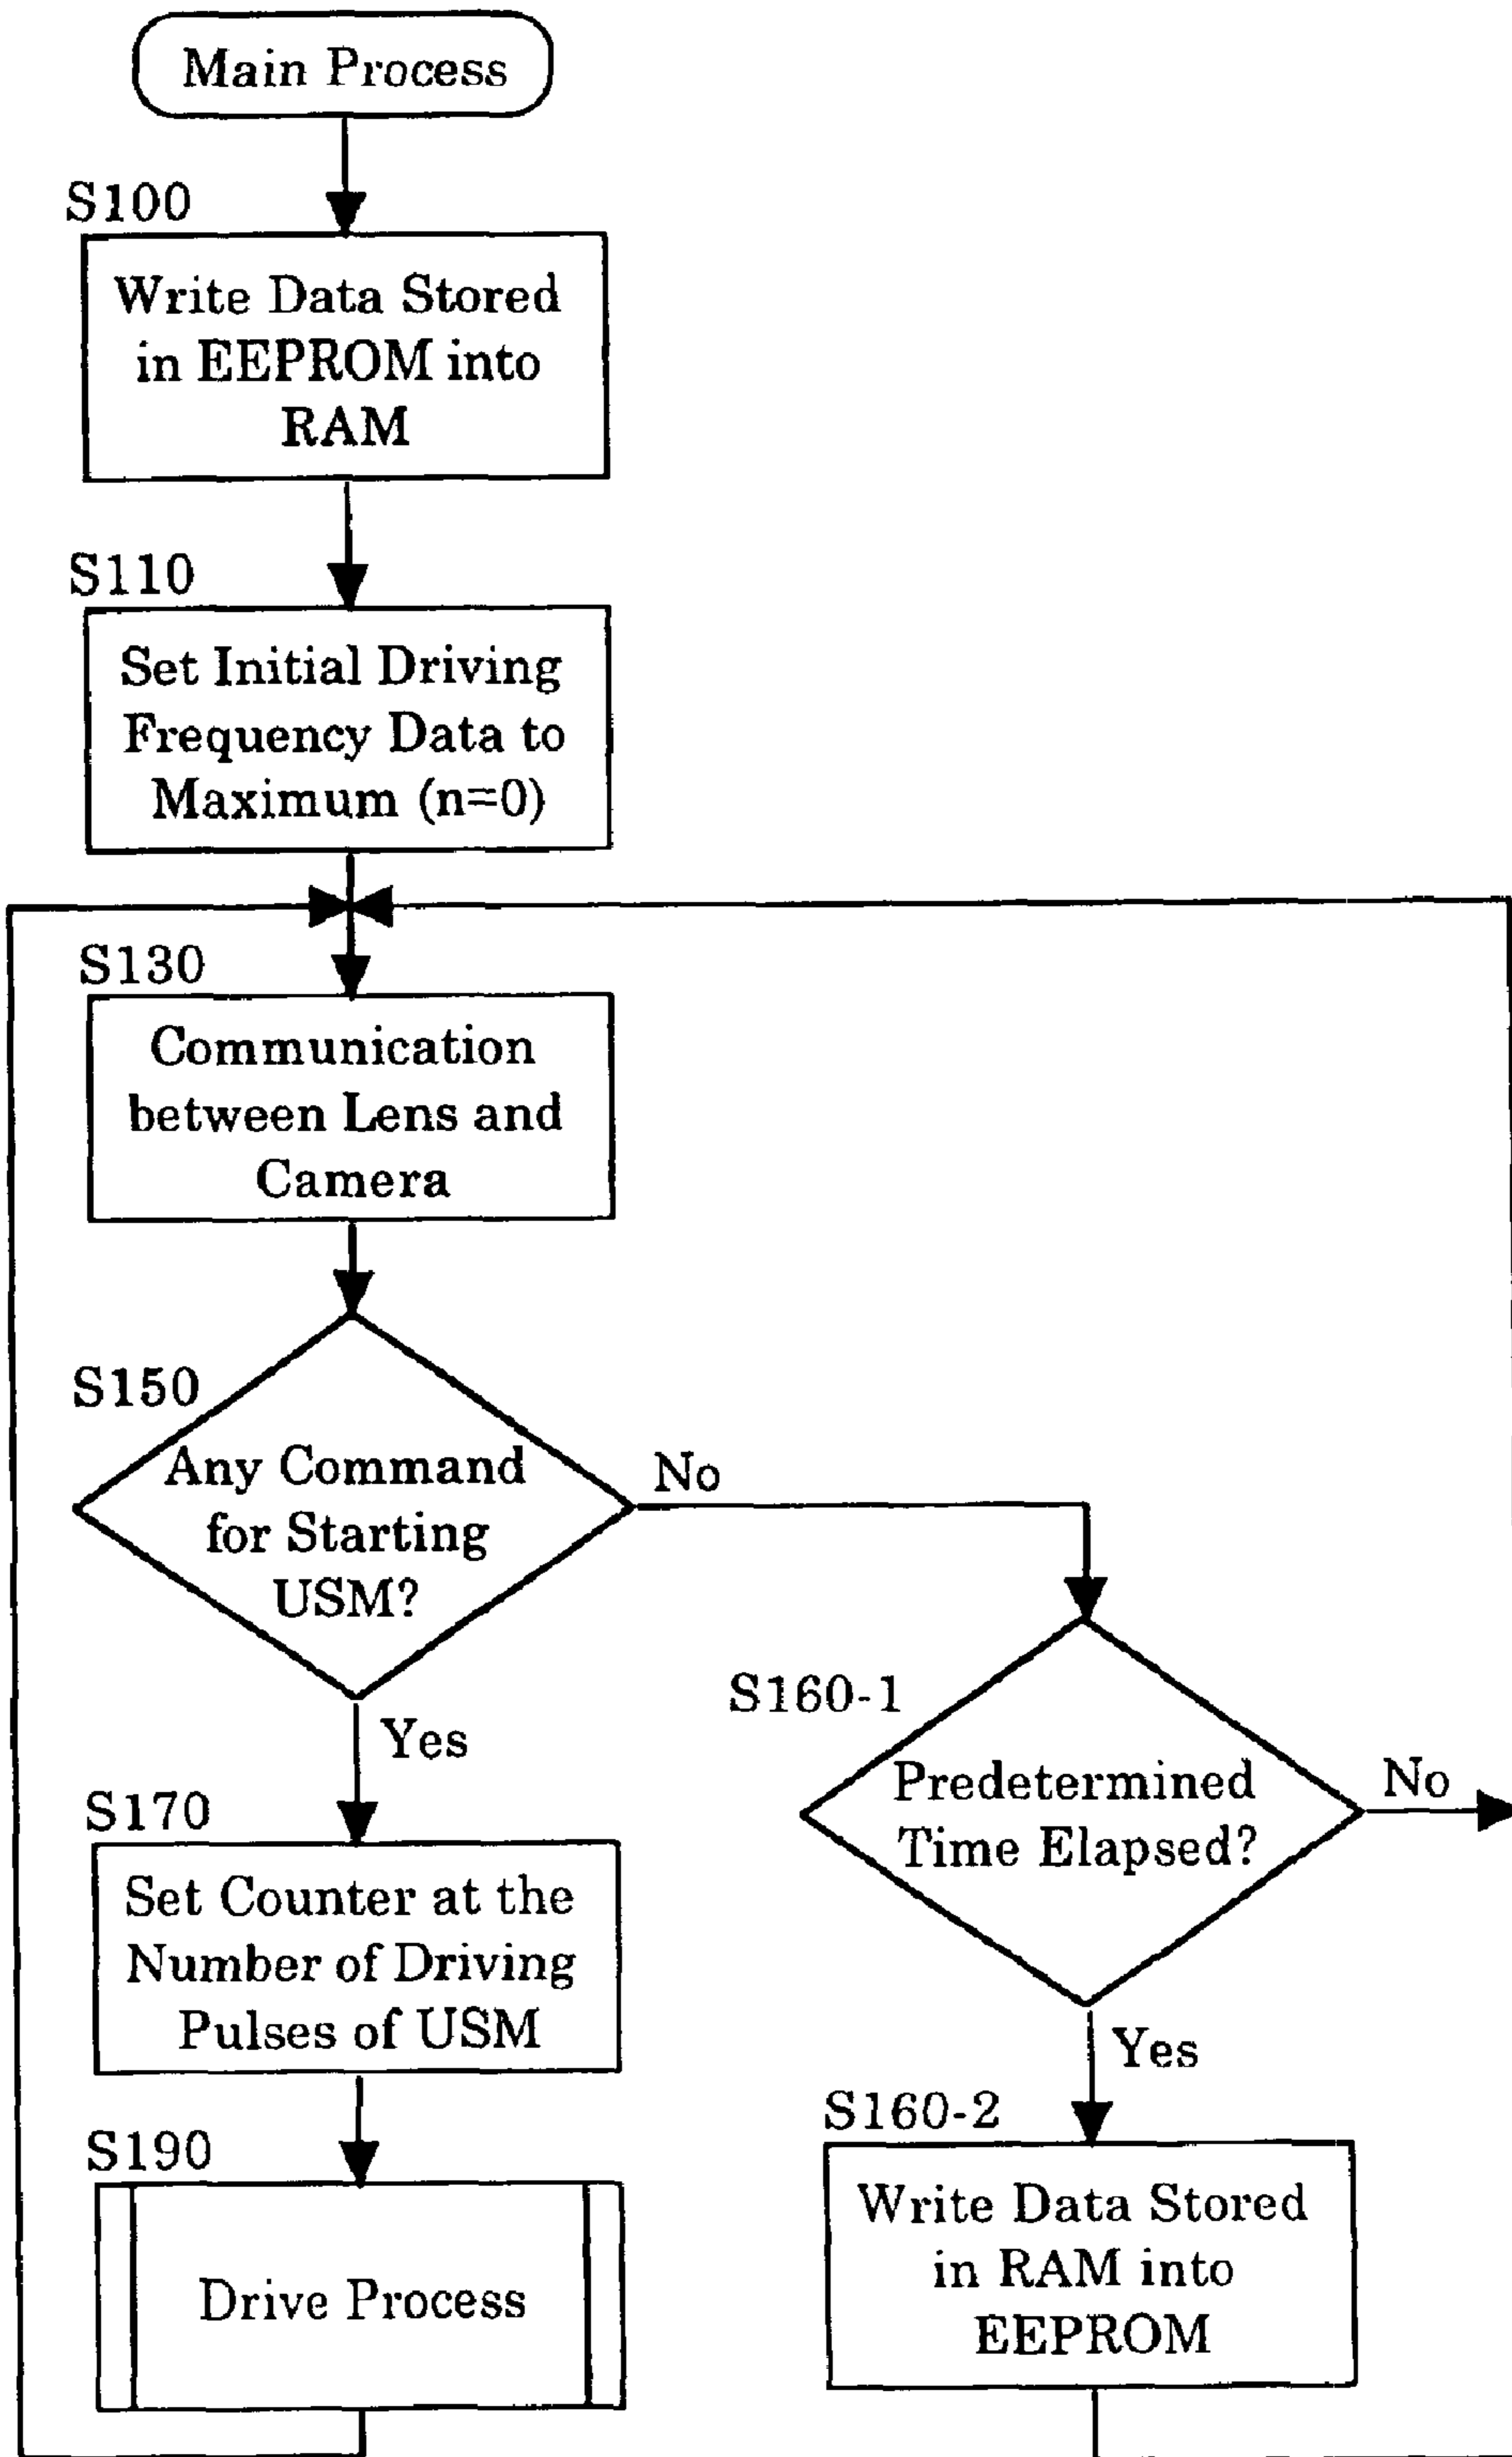 Main Process
S100
Write Data Stored
in EEPROM into
RAM
S110
Set Initial Driving
Frequency Data to
Maximum (n=0)
S130
Communication
between Lens and
Camera
S150
Any Command
for Starting
USM?
No
Yes
S160-1
Predetermined
Time Elapsed?
No
Yes
S170
Set Counter at the
Number of Driving
Pulses of USM
S160-2
Write Data Stored
in RAM into
EEPROM
S190
Drive Process